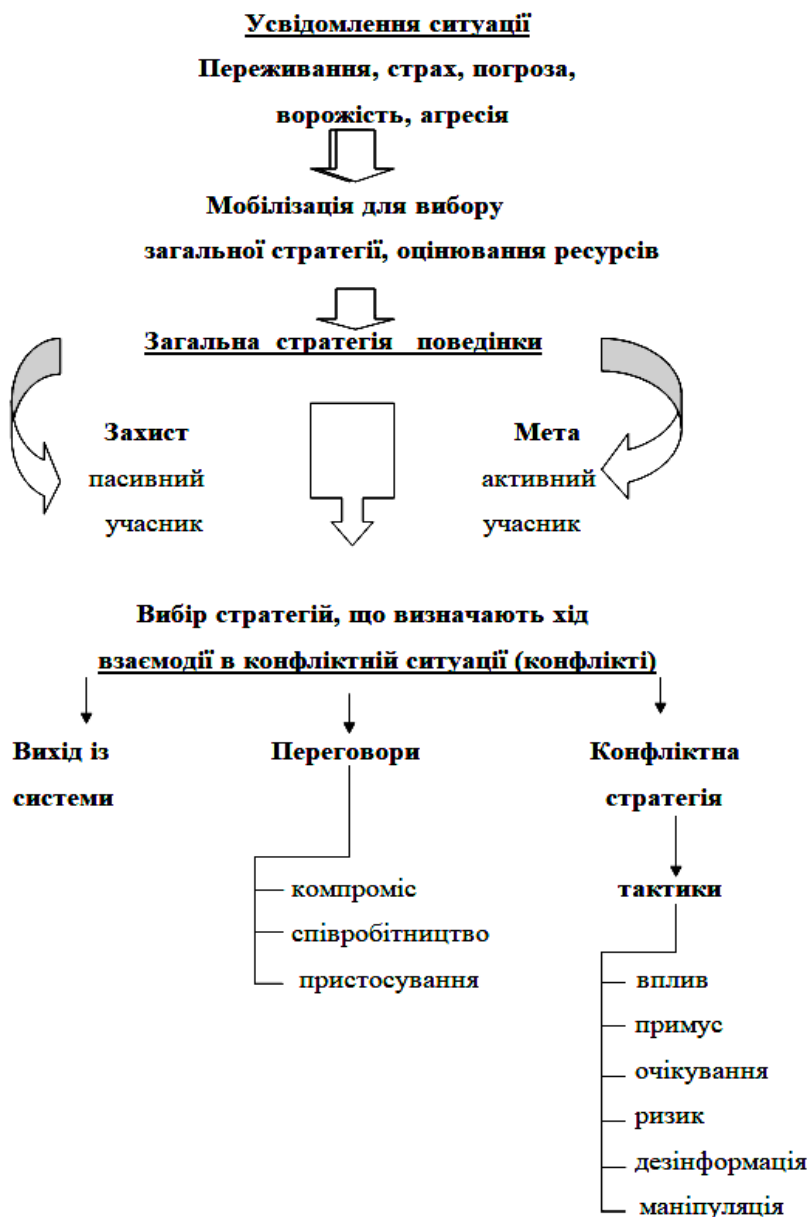 Усвідомлення ситуації
Переживання, страх, погроза,
ворожість, агресія
Мобілізація для вибору
загальної стратегії, оцінювання ресурсів
Загальна стратегія поведінки
Захист
пасивний
учасник
Мета
активний
учасник
Вибір стратегій, що визначають хід
взаємодії в конфліктній ситуації (конфлікті)
Вихід із
системи
Переговори
компроміс
співробітництво
пристосування
Конфліктна
стратегія
тактики
вплив
примус
очікування
ризик
дезінформація
маніпуляція